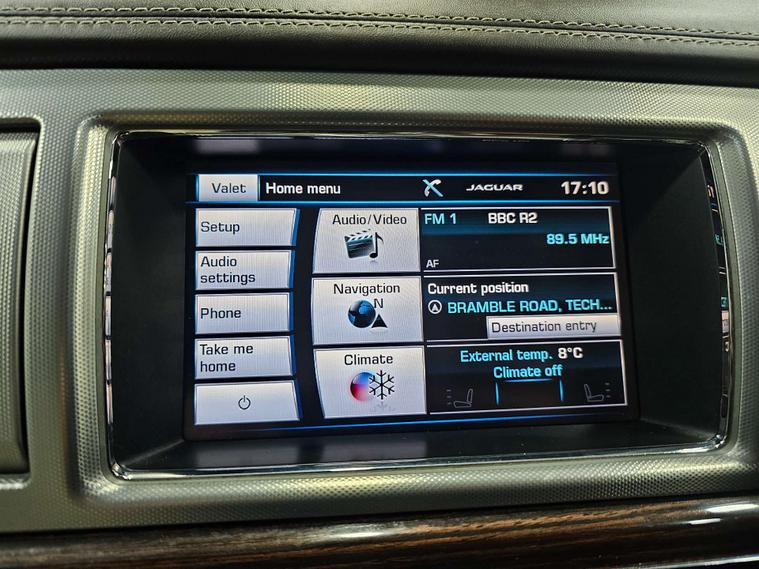 Valet Home menu JAGUAR 17:10
Setup
Audio
settings
Phone
Take me
home
Audio/Video
Navigation
N
Climate
FM 1 BBC R2
89.5 MHz
AF
Current position
BRAMBLE ROAD, TECH...
Destination entry
External temp. 8°C
Climate off